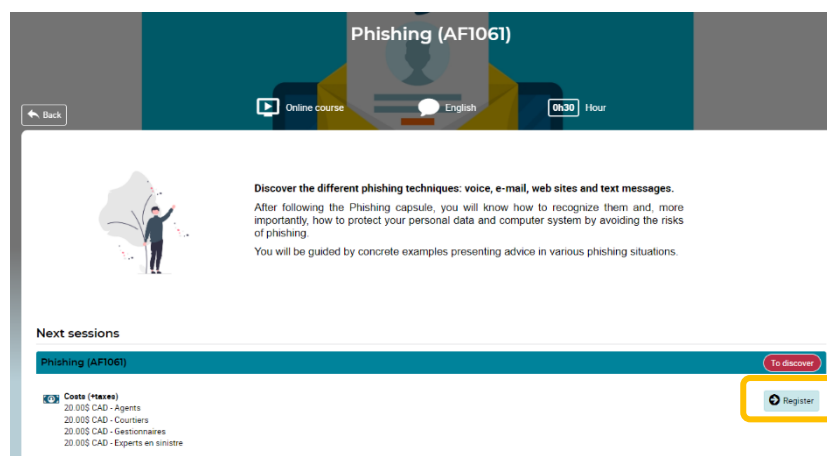 Phishing (AF1061)
Back
Online course
English
0h30 Hour
Discover the different phishing techniques: voice, e-mail, web sites and text messages.
After following the Phishing capsule, you will know how to recognize them and, more
importantly, how to protect your personal data and computer system by avoiding the risks
of phishing.
You will be guided by concrete examples presenting advice in various phishing situations.
Next sessions
Phishing (AF1061)
To discover
Costs (+taxes)
20.00$ CAD - Agents
20.00$ CAD - Courtiers
20.00$ CAD - Gestionnaires
20.00$ CAD - Experts en sinistre
Register